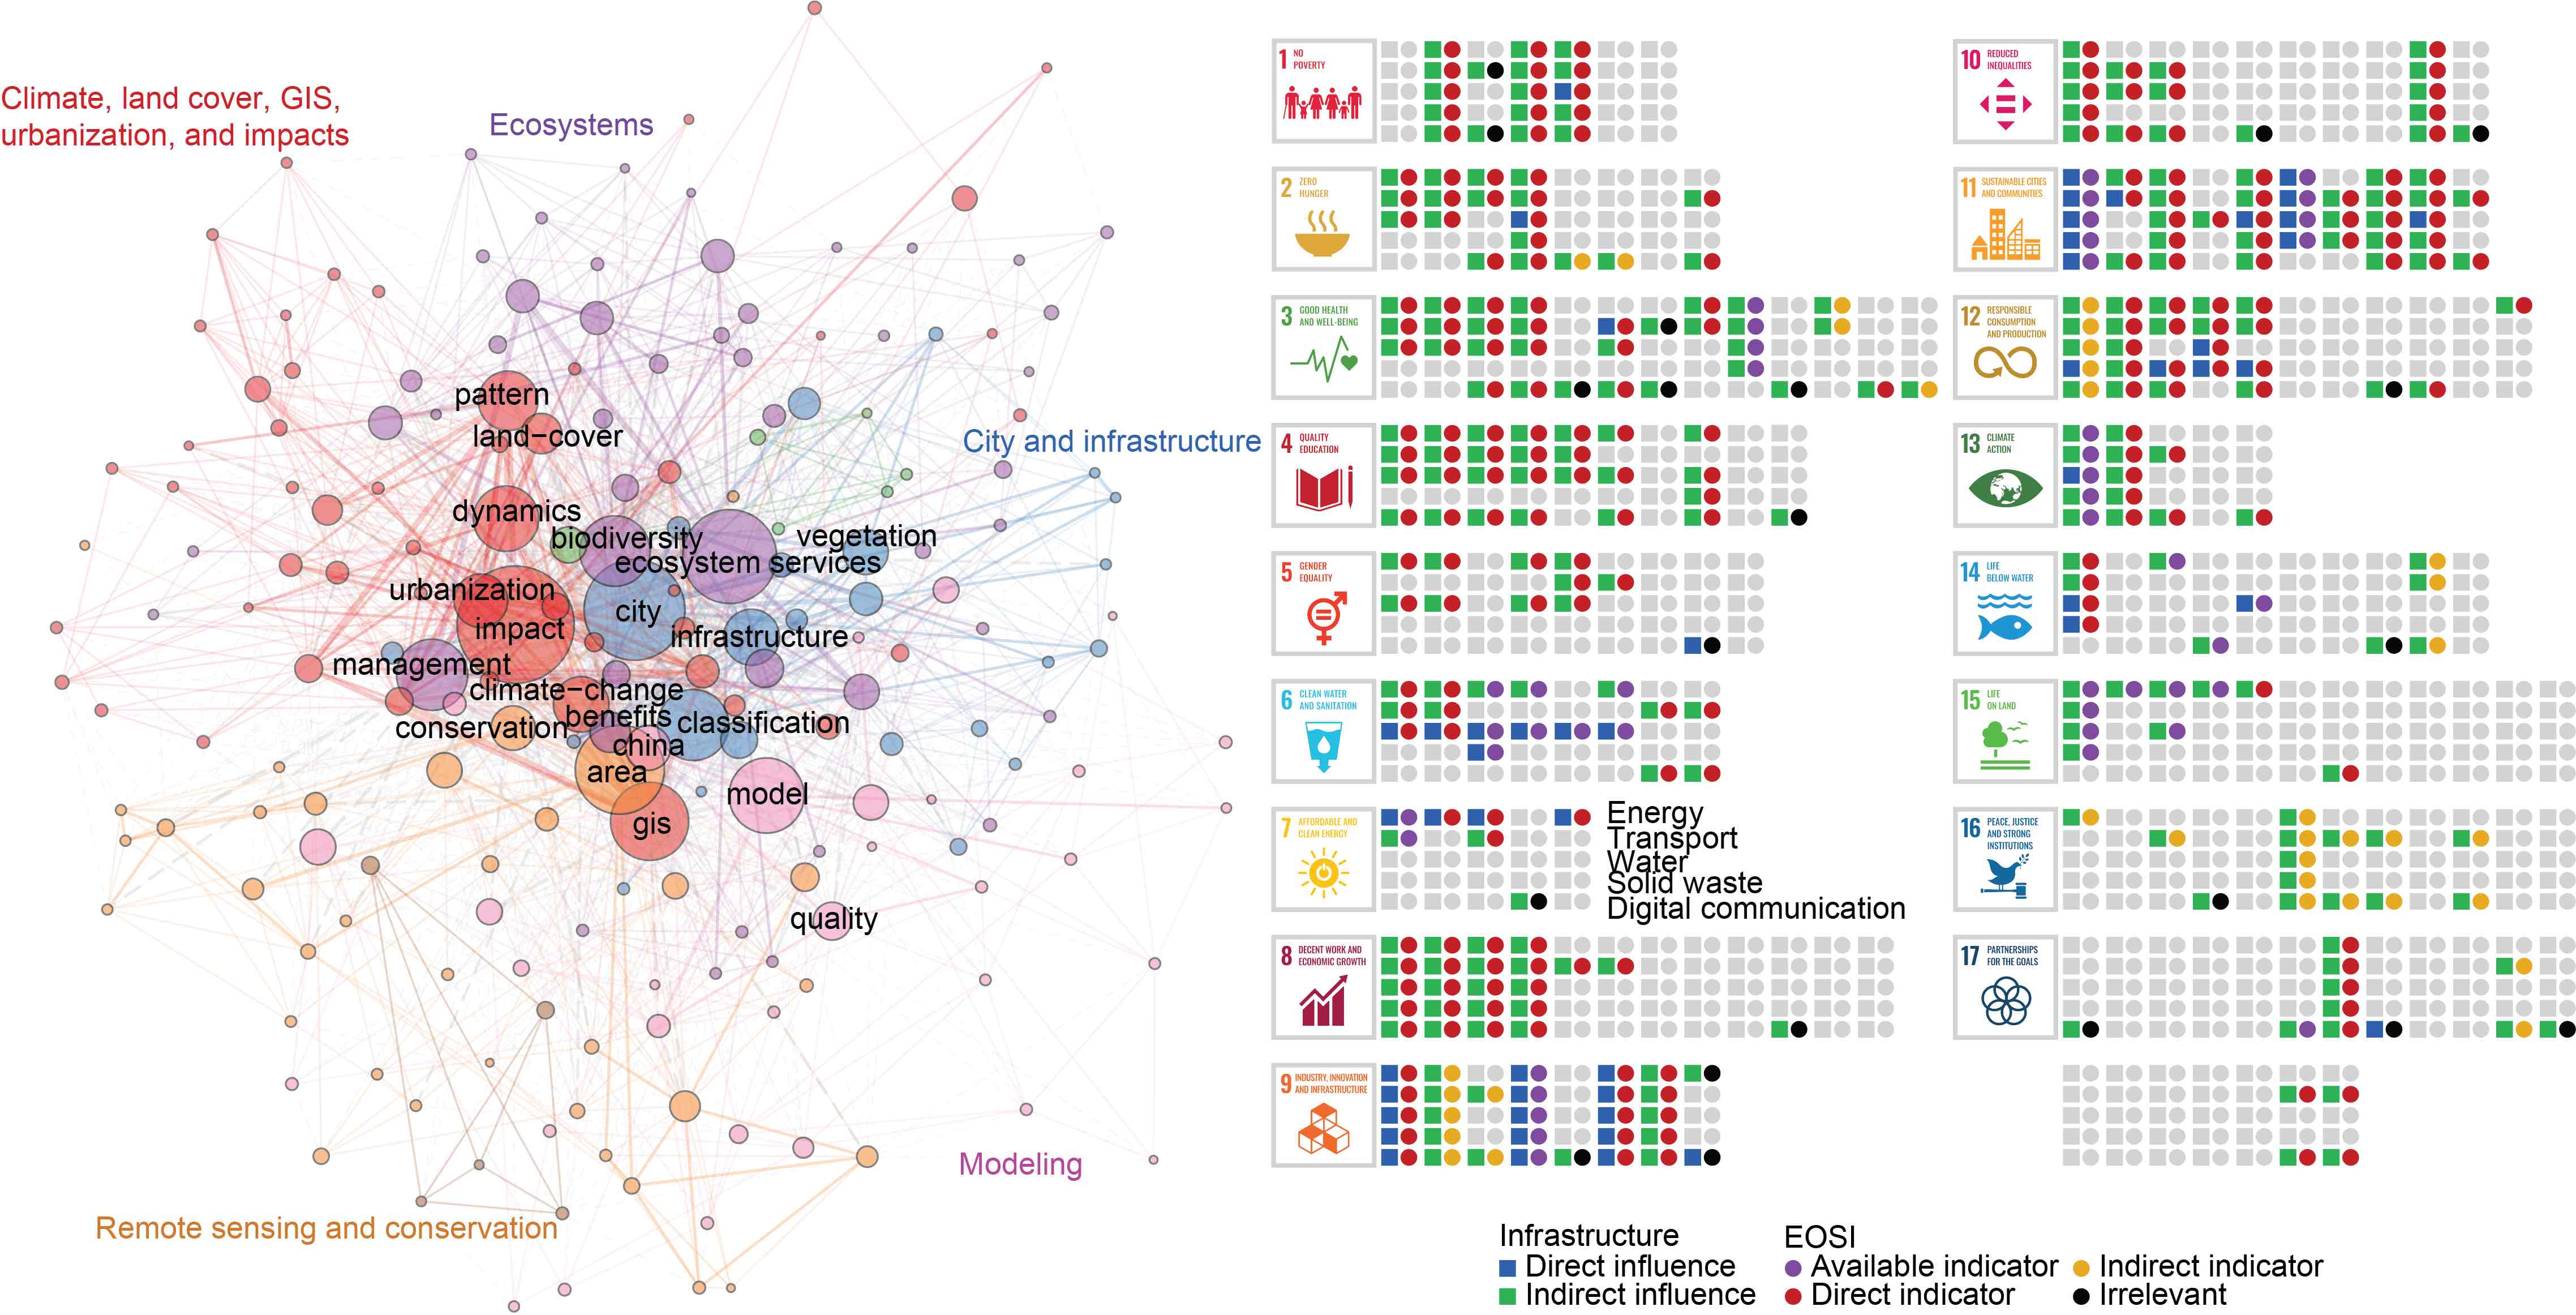 Climate, land cover, GIS,
urbanization, and impacts
Ecosystems
City and infrastructure
pattern
land−cover
dynamics
biodiversity
vegetation
ecosystem services
urbanization
city
impact
infrastructure
management
climate−change
benefits
classification
conservation
china
area
model
gis
quality
Modeling
Remote sensing and conservation
1 NO
POVERTY
2 ZERO
HUNGER
3 GOOD HEALTH
AND WELL-BEING
4 QUALITY
EDUCATION
5 GENDER
EQUALITY
6 CLEAN WATER
AND SANITATION
7 AFFORDABLE AND
CLEAN ENERGY
Energy
Transport
Water
Solid waste
Digital communication
8 DECENT WORK AND
ECONOMIC GROWTH
9 INDUSTRY, INNOVATION
AND INFRASTRUCTURE
10 REDUCED
INEQUALITIES
11 SUSTAINABLE CITIES
AND COMMUNITIES
12 RESPONSIBLE
CONSUMPTION
AND PRODUCTION
13 CLIMATE
ACTION
14 LIFE
BELOW WATER
15 LIFE
ON LAND
16 PEACE, JUSTICE
AND STRONG
INSTITUTIONS
17 PARTNERSHIPS
FOR THE GOALS
Infrastructure
Direct influence
Indirect influence
EOSI
Available indicator
Direct indicator
Indirect indicator
Irrelevant